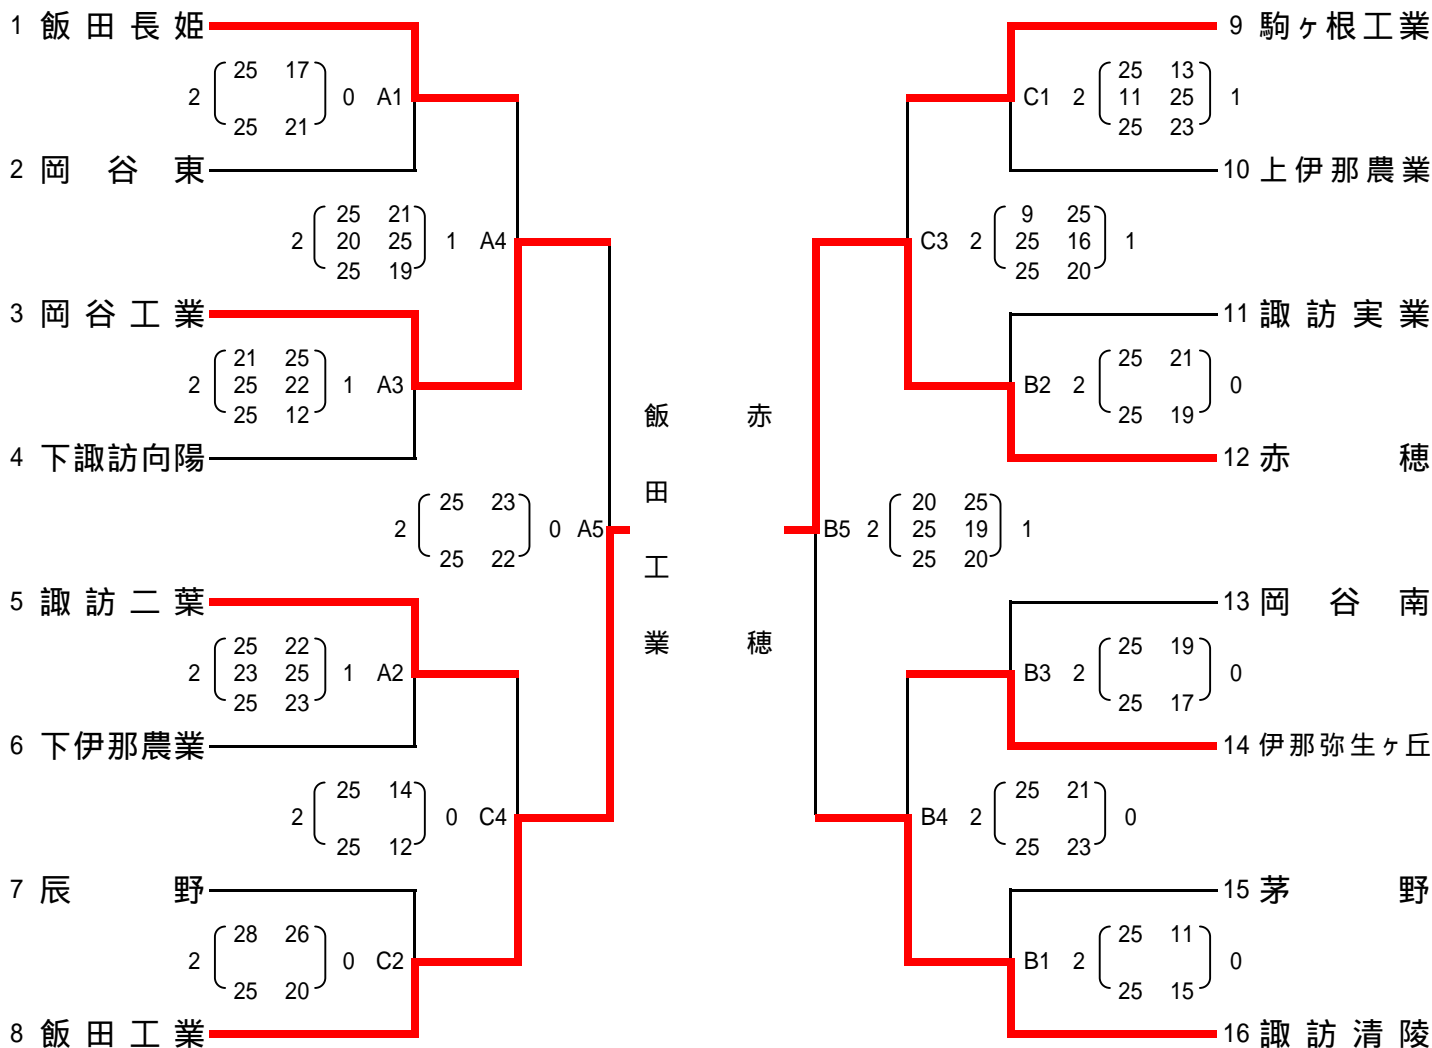 1 飯田長姫
25 17
2 0 A1
25 21
2 岡谷東
25 21
2 20 25 1 A4
25 19
3 岡谷工業
21 25
2 25 22 1 A3
25 12
4 下諏訪向陽
25 23
2 0 A5
25 22
5 諏訪二葉
25 22
2 23 25 1 A2
25 23
6 下伊那農業
25 14
2 0 C4
25 12
7 辰野
28 26
2 0 C2
25 20
8 飯田工業
飯田工業
赤穂
9 駒ヶ根工業
25 13
C1 2 11 25 1
25 23
10 上伊那農業
9 25
C3 2 25 16 1
25 20
11 諏訪実業
25 21
B2 2 0
25 19
12 赤穂
20 25
B5 2 25 19 1
25 20
13 岡谷南
25 19
B3 2 0
25 17
14 伊那弥生ヶ丘
25 21
B4 2 0
25 23
15 茅野
25 11
B1 2 0
25 15
16 諏訪清陵